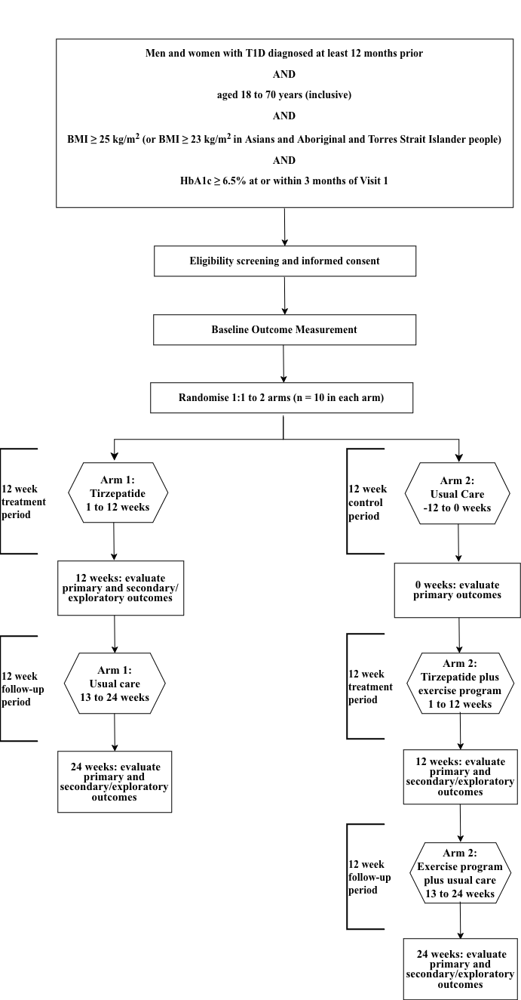 Men and women with T1D diagnosed at least 12 months prior
AND
aged 18 to 70 years (inclusive)
AND
BMI ≥ 25 kg/m² (or BMI ≥ 23 kg/m² in Asians and Aboriginal and Torres Strait Islander people)
AND
HbA1c ≥ 6.5% at or within 3 months of Visit 1
Eligibility screening and informed consent
Baseline Outcome Measurement
Randomise 1:1 to 2 arms (n = 10 in each arm)
12 week
treatment
period
Arm 1:
Tirzepatide
1 to 12 weeks
12 week
control
period
Arm 2:
Usual Care
-12 to 0 weeks
12 weeks: evaluate
primary and secondary/
exploratory outcomes
0 weeks: evaluate
primary outcomes
12 week
follow-up
period
Arm 1:
Usual care
13 to 24 weeks
12 week
treatment
period
Arm 2:
Tirzepatide plus
exercise program
1 to 12 weeks
24 weeks: evaluate
primary and
secondary/exploratory
outcomes
12 weeks: evaluate
primary and
secondary/exploratory
outcomes
12 week
follow-up
period
Arm 2:
Exercise program
plus usual care
13 to 24 weeks
24 weeks: evaluate
primary and
secondary/exploratory
outcomes